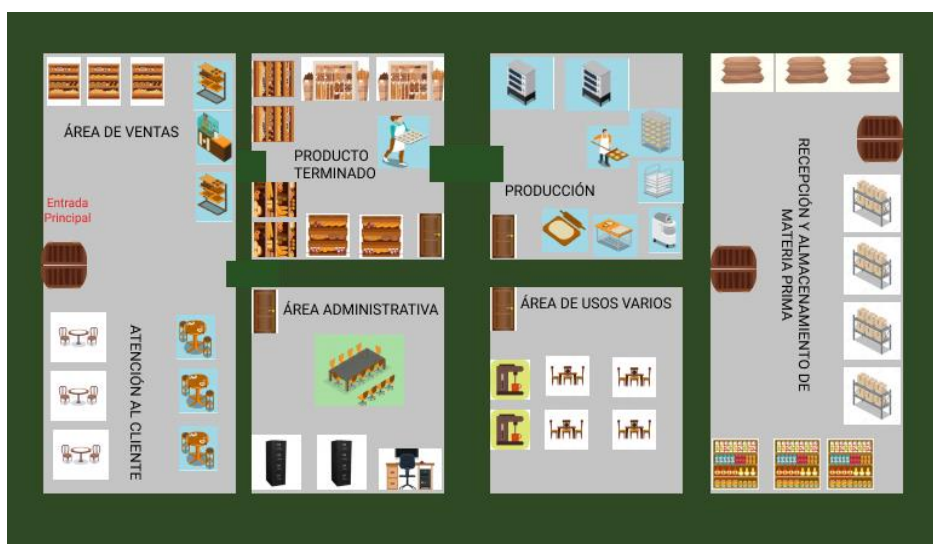 ÁREA DE VENTAS
Entrada
Principal
ATENCIÓN AL CLIENTE
PRODUCTO
TERMINADO
ÁREA ADMINISTRATIVA
PRODUCCIÓN
ÁREA DE USOS VARIOS
RECEPCIÓN Y ALMACENAMIENTO DE
MATERIA PRIMA